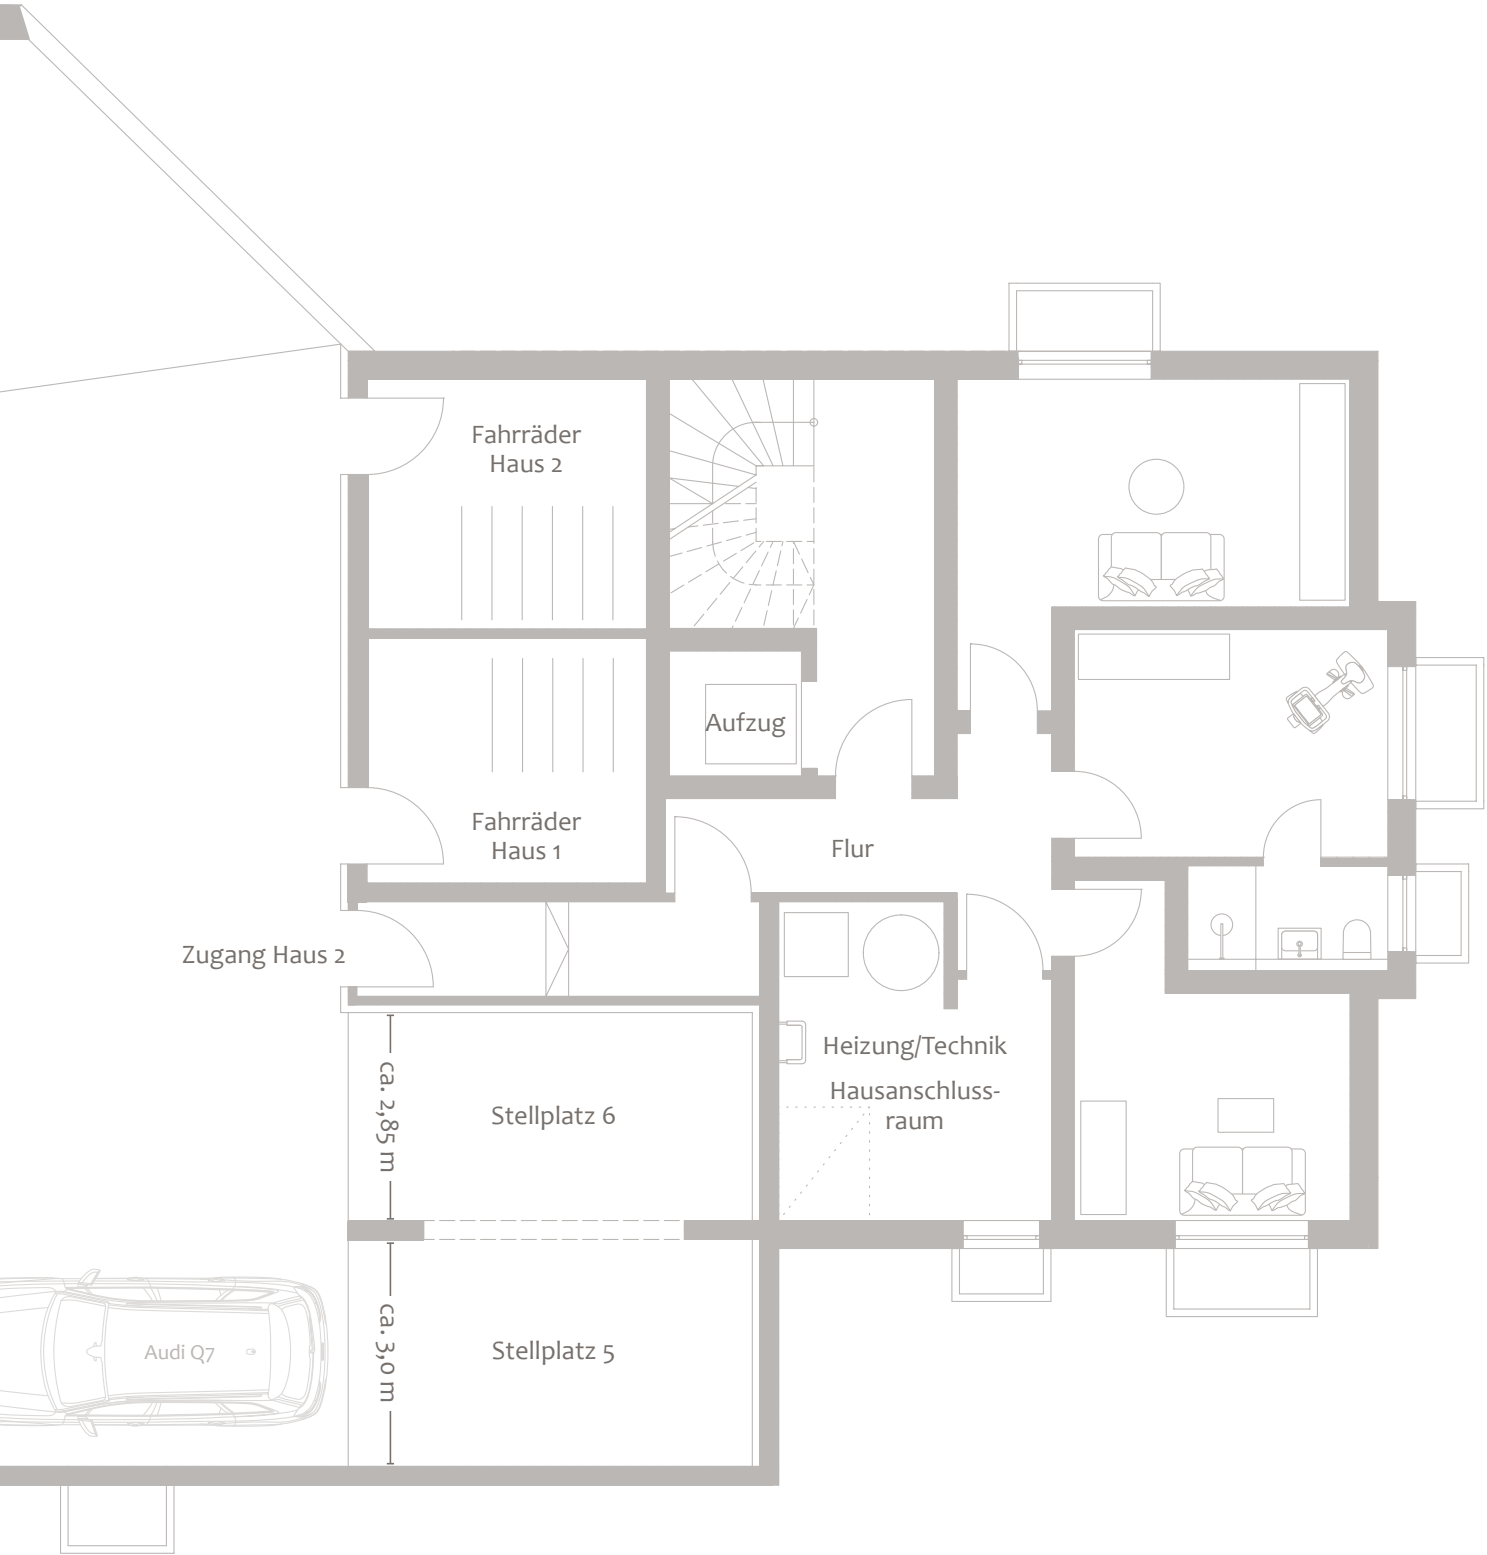 Fahrräder
Haus 2
Aufzug
Fahrräder
Haus 1
Flur
Zugang Haus 2
Heizung/Technik
Hausanschluss-
raum
ca. 2,85 m
Stellplatz 6
ca. 3,0 m
Stellplatz 5
Audi Q7